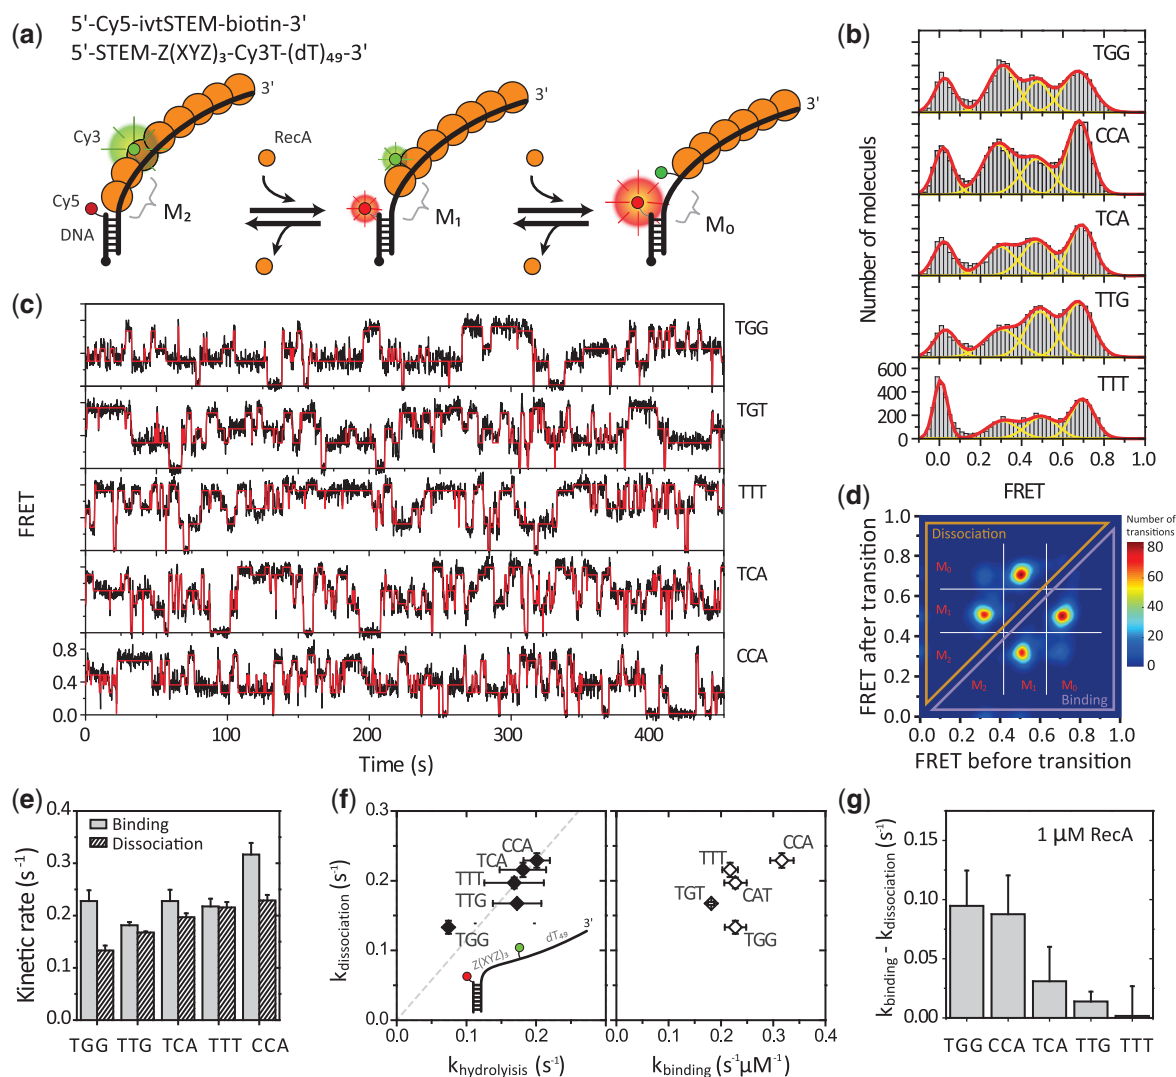 (a)
5'-Cy5-ivtSTEM-biotin-3'
5'-STEM-Z(XYZ)₃-Cy3T-(dT)₄₉-3'
3'
Cy3
Cy5
DNA
M₂
RecA
3'
M₁
3'
M₀
(b)
Number of molecuels
TGG
CCA
TCA
TTG
TTT
600
400
200
0
0.0 0.2 0.4 0.6 0.8 1.0
FRET
(c)
FRET
TGG
TGT
TTT
TCA
CCA
0.8
0.4
0.0
0 100 200 300 400
Time (s)
(d)
FRET after transition
1.0
0.8
0.6
0.4
0.2
0.0
Dissociation
M₀
M₁
M₂
M₂ M₁ M₀
Binding
0.0 0.2 0.4 0.6 0.8 1.0
FRET before transition
Number of
transitions
80
60
40
20
0
(e)
Kinetic rate (s⁻¹)
0.4
0.3
0.2
0.1
0.0
Binding
Dissociation
TGG TTG TCA TTT CCA
(f)
k dissociation (s⁻¹)
0.3
0.2
0.1
0.0
CCA
TCA
TTT
TTG
TGG
Z(XYZ)₃
dT₄₉
3'
0.0 0.1 0.2
k hydrolyisis (s⁻¹)
CCA
TTT
TGT
CAT
TGG
0.0 0.1 0.2 0.3 0.4
k binding (s⁻¹μM⁻¹)
(g)
k binding - k dissociation (s⁻¹)
0.15
0.10
0.05
0.00
1 μM RecA
TGG CCA TCA TTG TTT